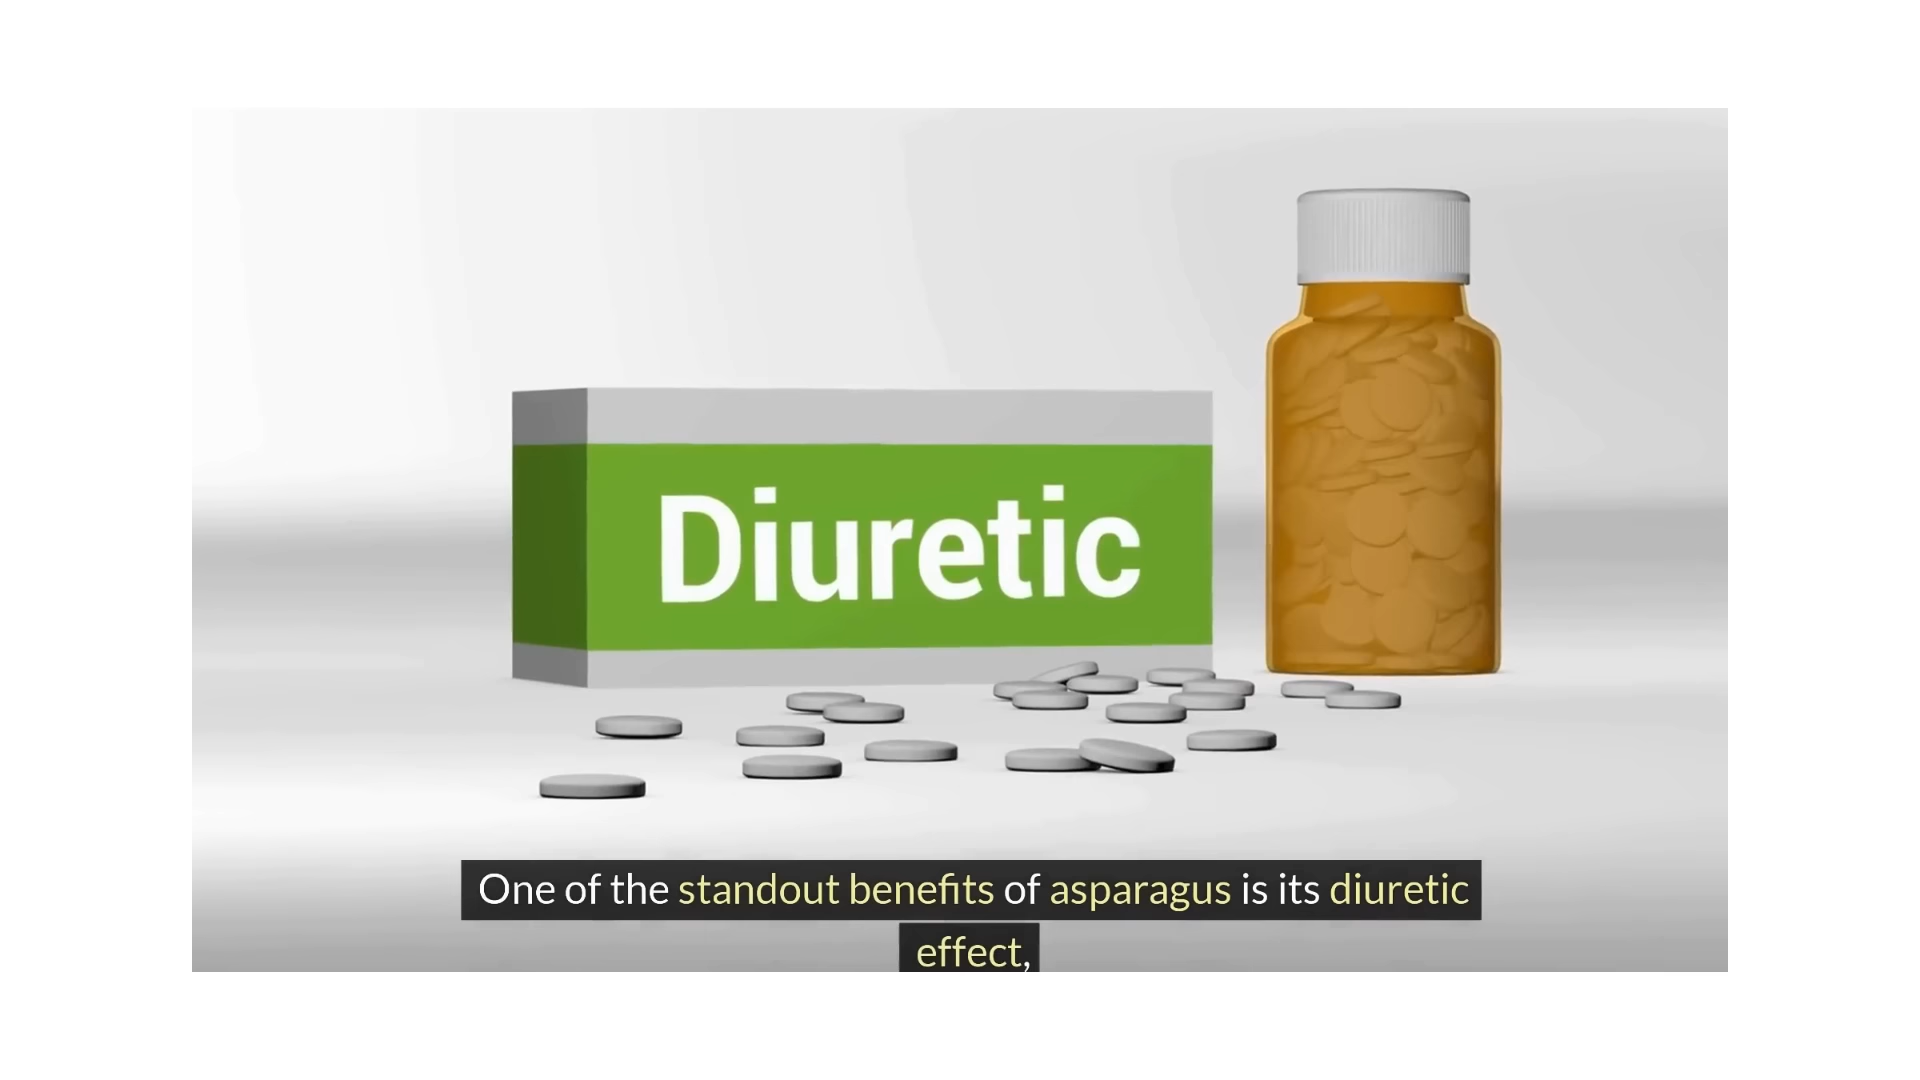 Diuretic
One of the standout benefits of asparagus is its diuretic
effect,